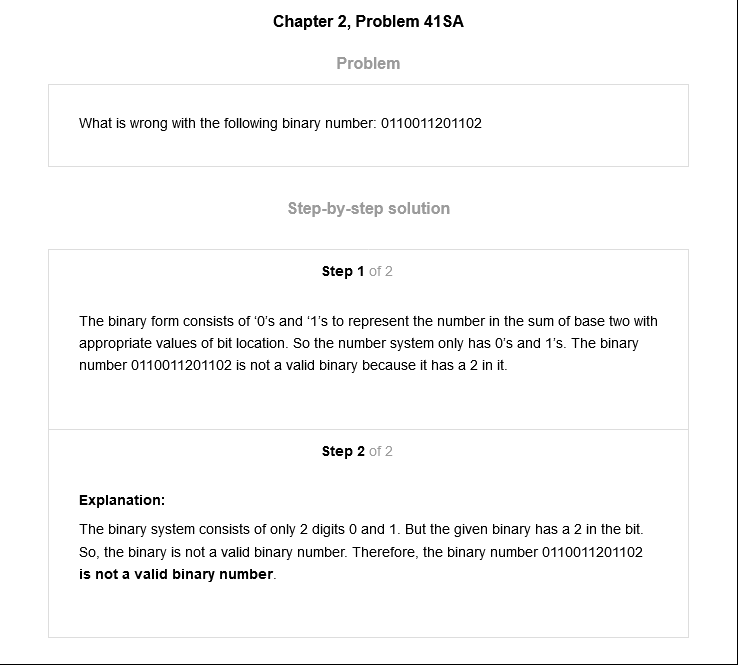 Chapter 2, Problem 41SA
Problem
What is wrong with the following binary number: 0110011201102
Step-by-step solution
Step 1 of 2
The binary form consists of ‘0’s and ‘1’s to represent the number in the sum of base two with
appropriate values of bit location. So the number system only has 0’s and 1’s. The binary
number 0110011201102 is not a valid binary because it has a 2 in it.
Step 2 of 2
Explanation:
The binary system consists of only 2 digits 0 and 1. But the given binary has a 2 in the bit.
So, the binary is not a valid binary number. Therefore, the binary number 0110011201102
is not a valid binary number.